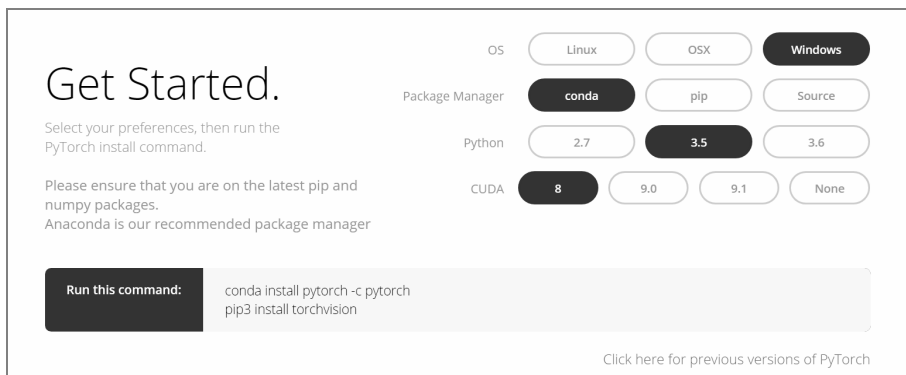 Get Started.
Select your preferences, then run the
PyTorch install command.
Please ensure that you are on the latest pip and
numpy packages.
Anaconda is our recommended package manager
OS Linux OSX Windows
Package Manager conda pip Source
Python 2.7 3.5 3.6
CUDA 8 9.0 9.1 None
Run this command:
conda install pytorch -c pytorch
pip3 install torchvision
Click here for previous versions of PyTorch